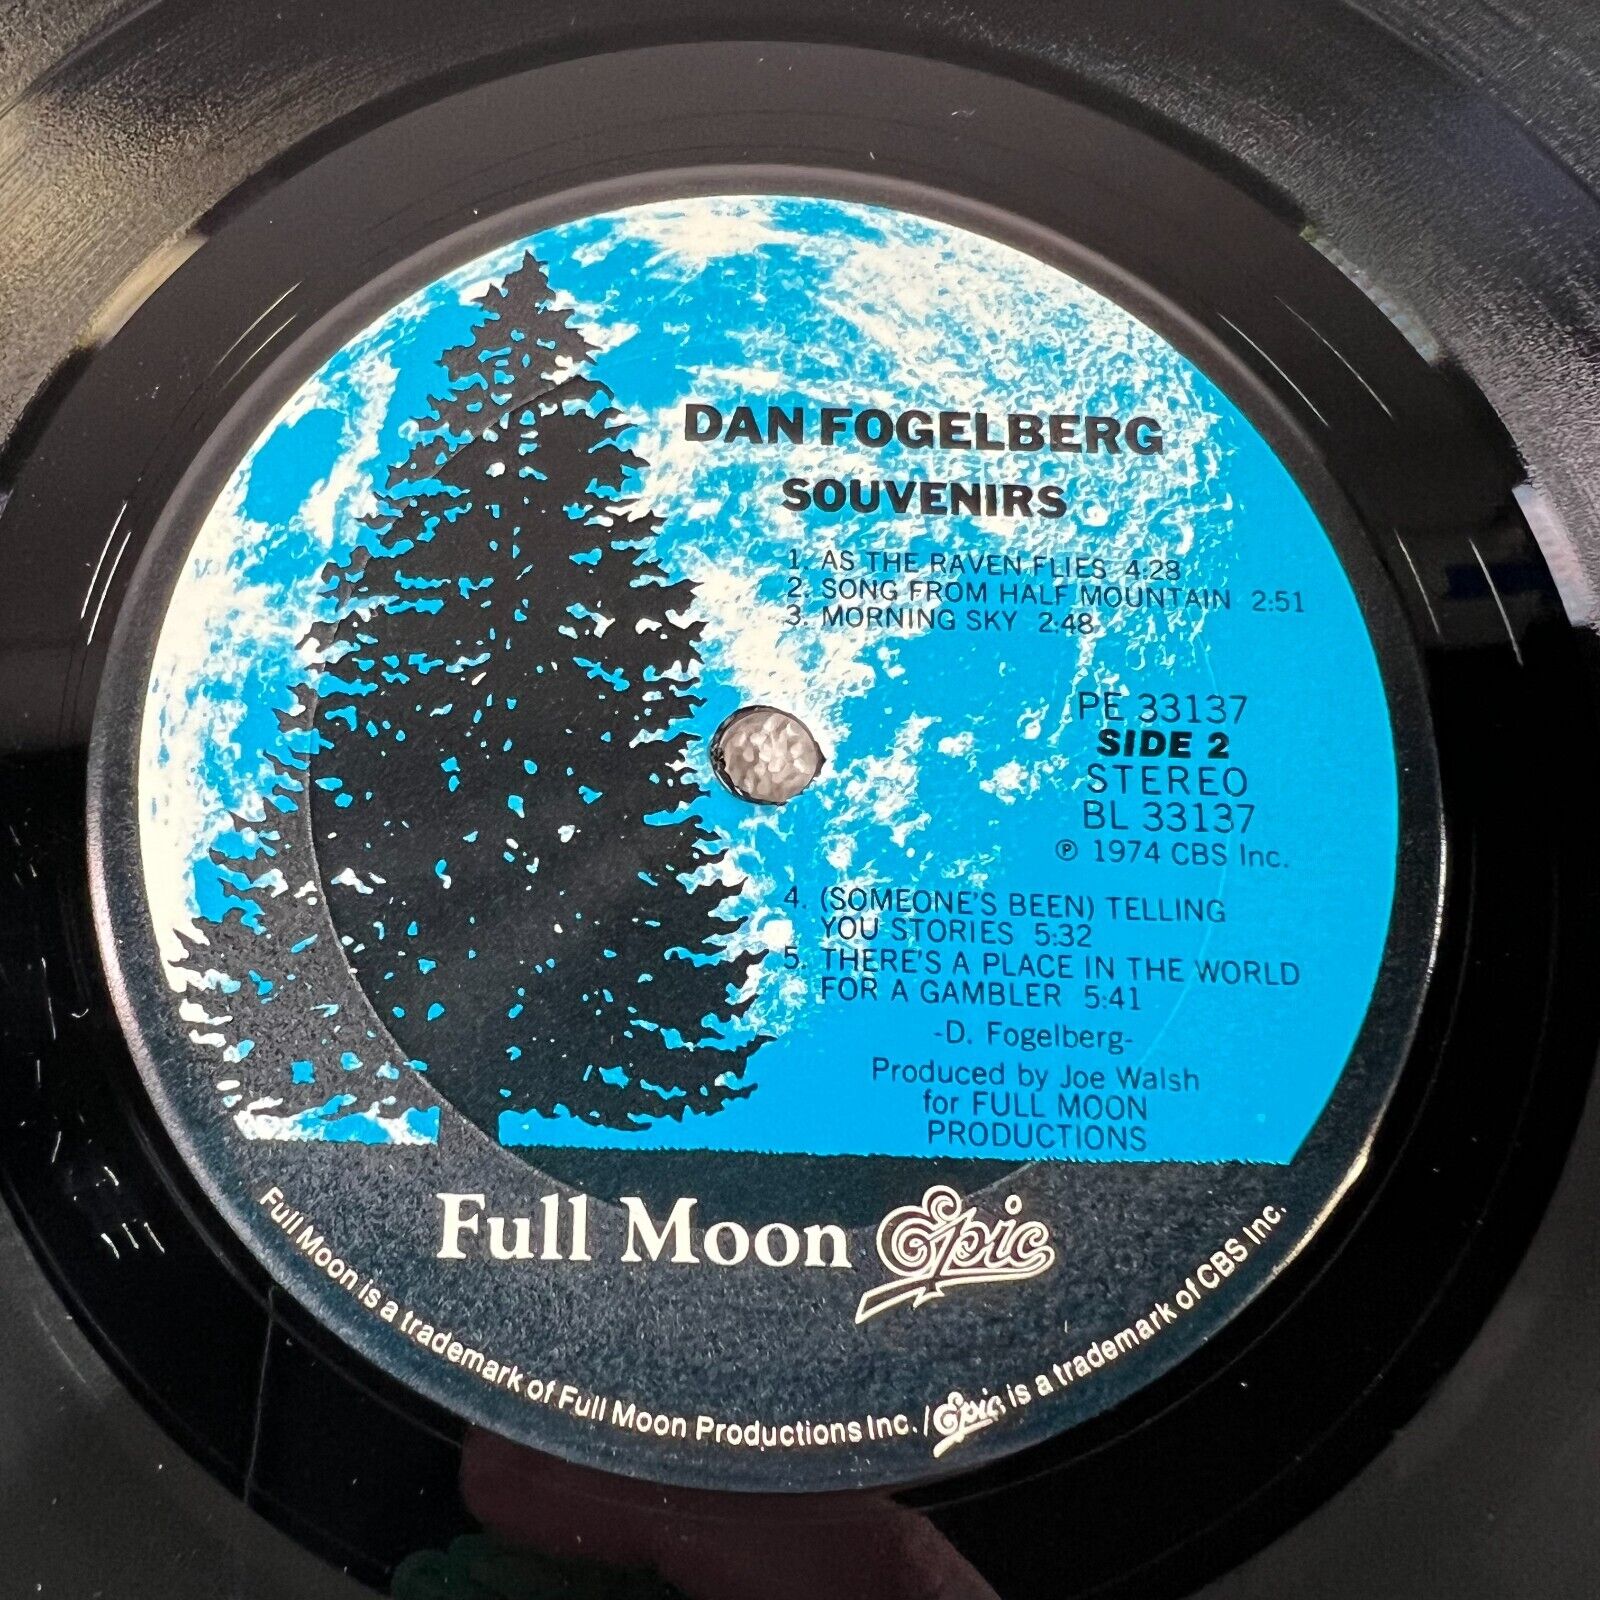 DAN FOGELBERG
SOUVENIRS
1. AS THE RAVEN FLIES 4:28
2. SONG FROM HALF MOUNTAIN 2:51
3. MORNING SKY 2:48
PE 33137
SIDE 2
STEREO
BL 33137
℗ 1974 CBS Inc.
4. (SOMEONE'S BEEN) TELLING
YOU STORIES 5:32
5. THERE'S A PLACE IN THE WORLD
FOR A GAMBLER 5:41
-D. Fogelberg-
Produced by Joe Walsh
for FULL MOON
PRODUCTIONS
Full Moon Epic
Full Moon is a trademark of Full Moon Productions Inc. / Epic is a trademark of CBS Inc.